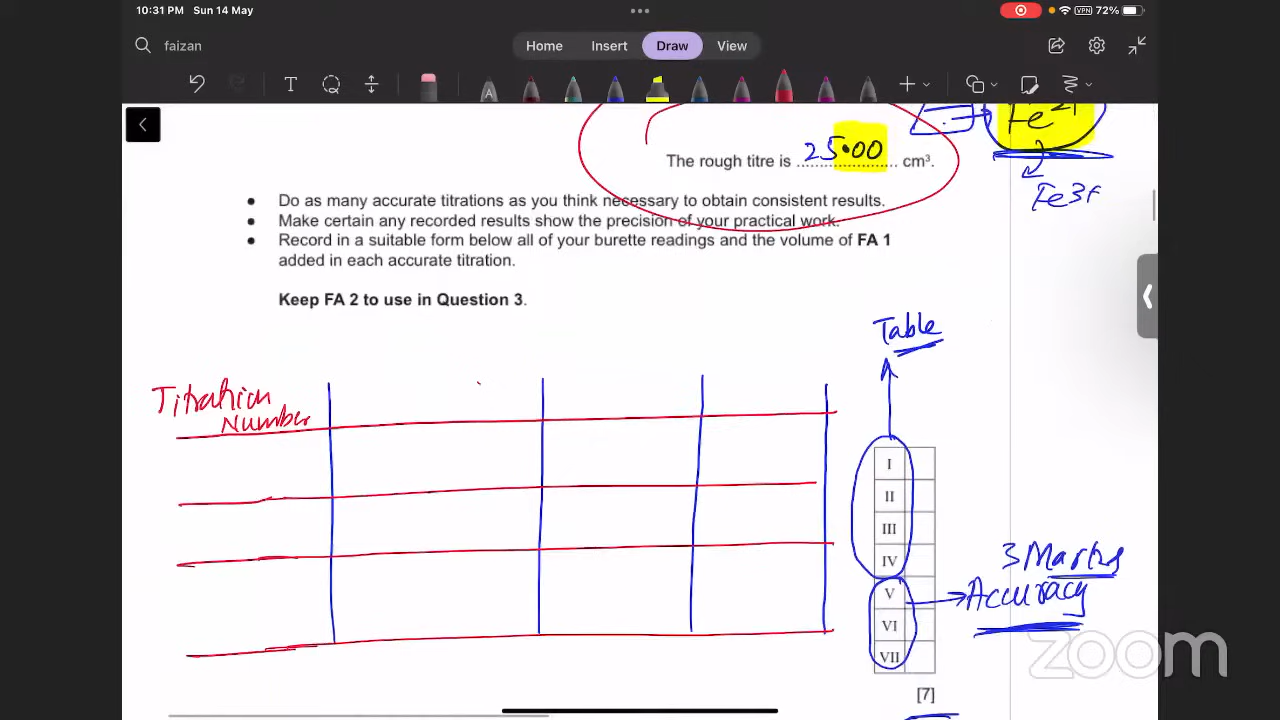 10:31 PM Sun 14 May
VPN 72%
faizan
Home Insert Draw View
T
A
Fe2+
The rough titre is 25.00 cm³.
Fe3+
Do as many accurate titrations as you think necessary to obtain consistent results.
Make certain any recorded results show the precision of your practical work.
Record in a suitable form below all of your burette readings and the volume of FA 1
added in each accurate titration.
Keep FA 2 to use in Question 3.
Table
Titration
Number
I
II
III
IV
V
VI
VII
3 Marks
Accuracy
[7]
zoom